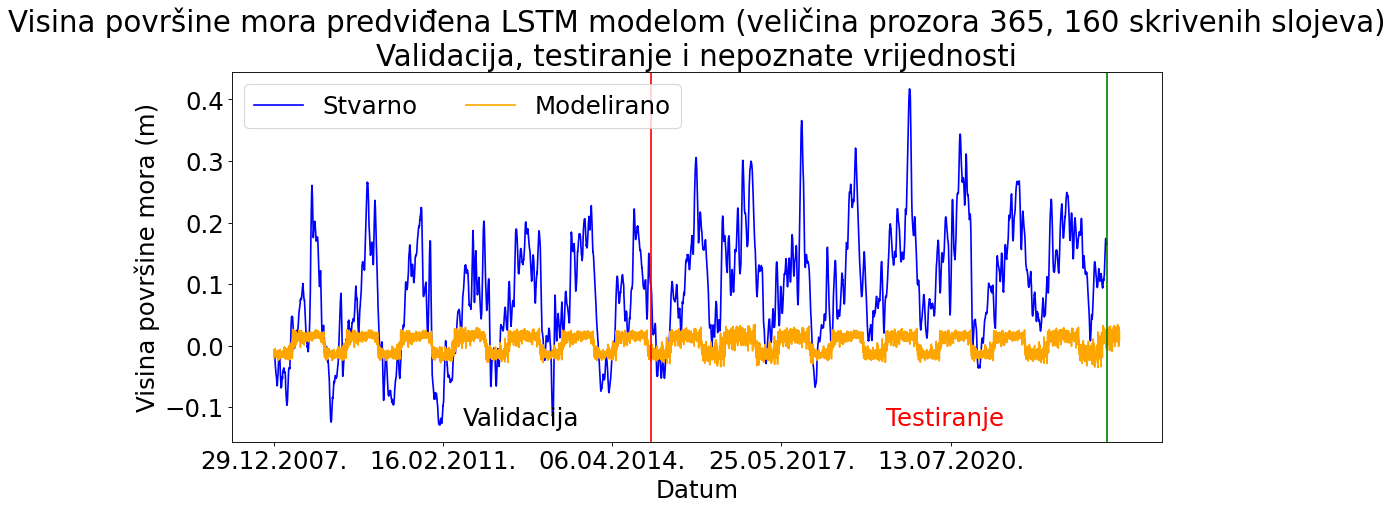 Visina površine mora predviđena LSTM modelom (veličina prozora 365, 160 skrivenih slojeva)
Validacija, testiranje i nepoznate vrijednosti
Stvarno
Modelirano
Visina površine mora (m)
0.4
0.3
0.2
0.1
0.0
−0.1
Validacija
Testiranje
29.12.2007.
16.02.2011.
06.04.2014.
25.05.2017.
13.07.2020.
Datum